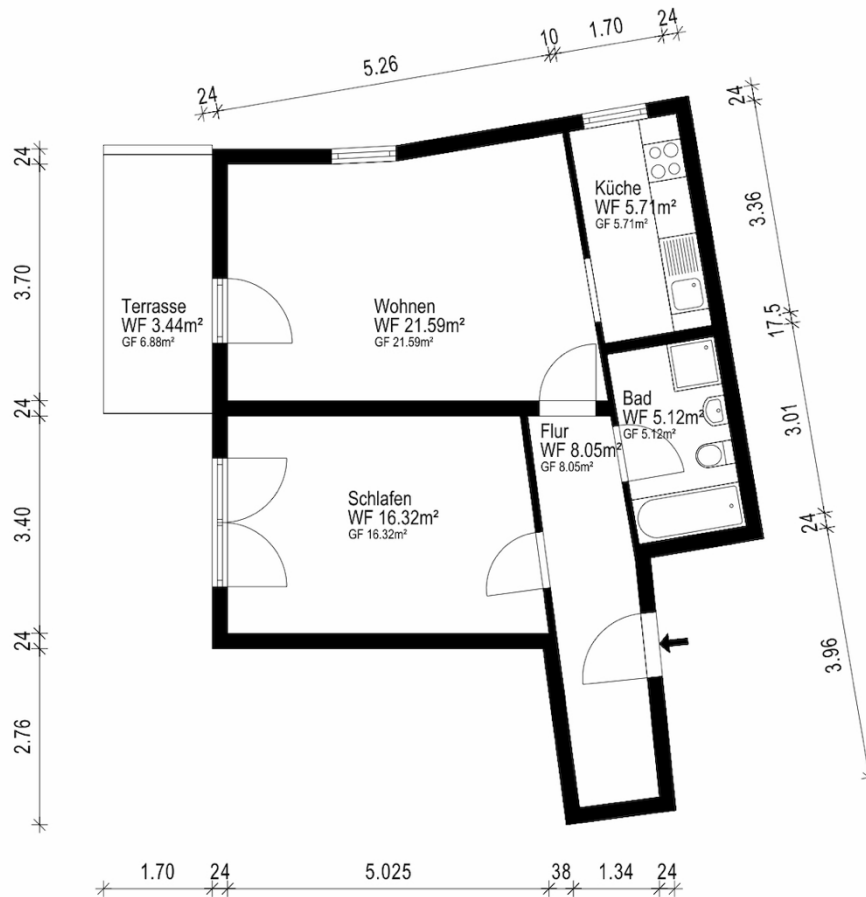 24
5.26
10
1.70
24
24
3.70
24
3.40
24
2.76
Terrasse
WF 3.44m²
GF 6.88m²
Wohnen
WF 21.59m²
GF 21.59m²
Küche
WF 5.71m²
GF 5.71m²
Bad
WF 5.12m²
GF 5.12m²
Flur
WF 8.05m²
GF 8.05m²
Schlafen
WF 16.32m²
GF 16.32m²
24
3.36
17.5
3.01
24
3.96
1.70
24
5.025
38
1.34
24